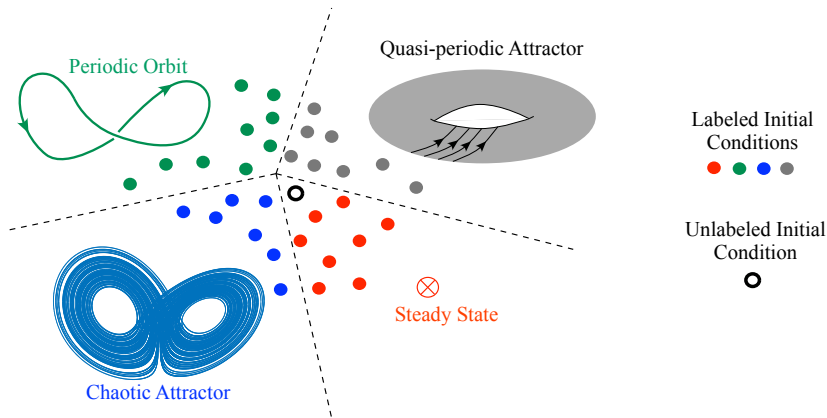 Periodic Orbit
Quasi-periodic Attractor
Labeled Initial
Conditions
Unlabeled Initial
Condition
Steady State
Chaotic Attractor